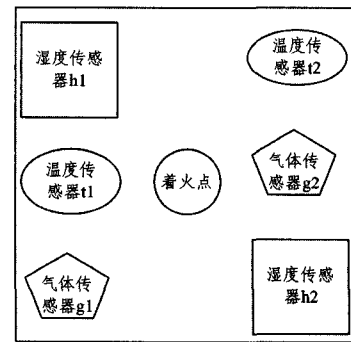 湿度传感
器h1
温度传
感器t2
温度传
感器t1
着火点
气体传
感器g2
气体传
感器g1
湿度传感
器h2